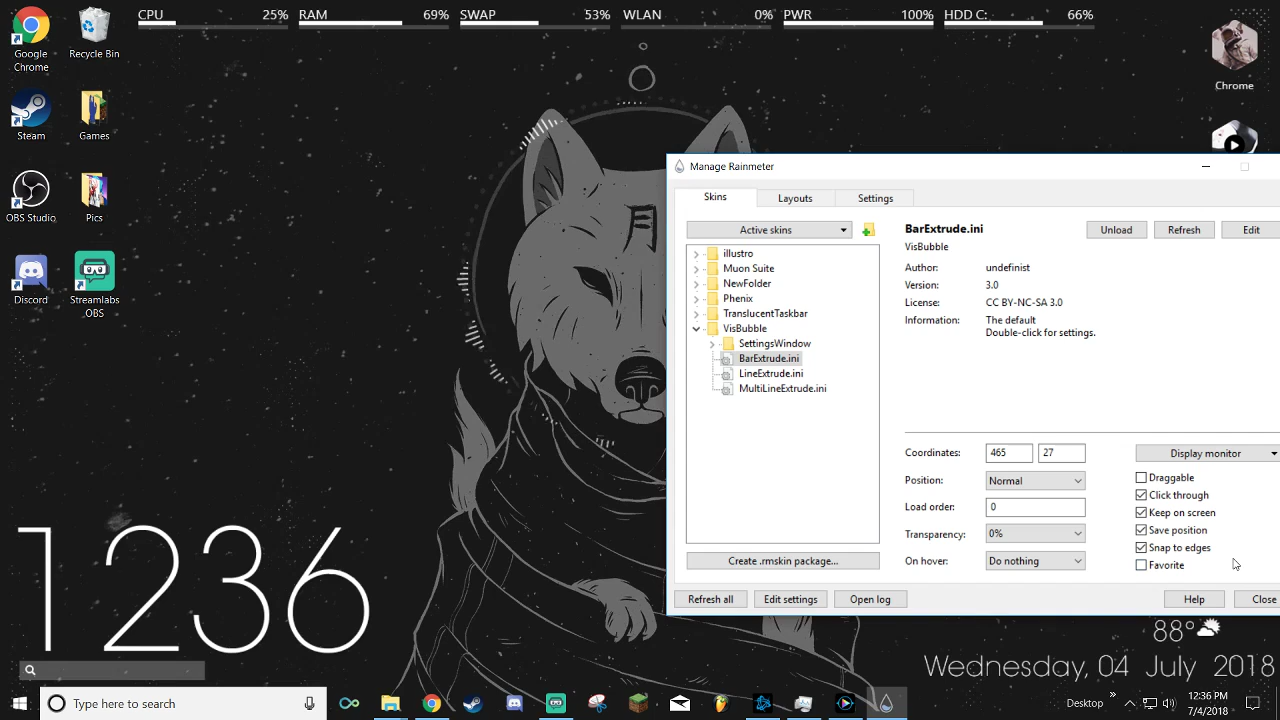 CPU 25% RAM 69% SWAP 53% WLAN 0% PWR 100% HDD C: 66%
Google
Chrome
Recycle Bin
Steam
Games
OBS Studio
Pics
Discord
Streamlabs
OBS
Chrome
Manage Rainmeter
Skins Layouts Settings
Active skins
illustro
Muon Suite
NewFolder
Phenix
TranslucentTaskbar
VisBubble
SettingsWindow
BarExtrude.ini
LineExtrude.ini
MultiLineExtrude.ini
Create .rmskin package...
BarExtrude.ini Unload Refresh Edit
VisBubble
Author: undefinist
Version: 3.0
License: CC BY-NC-SA 3.0
Information: The default
Double-click for settings.
Coordinates: 465 27 Display monitor
Position: Normal
Load order: 0
Transparency: 0%
On hover: Do nothing
Draggable
Click through
Keep on screen
Save position
Snap to edges
Favorite
Refresh all Edit settings Open log Help Close
1236
月
88°
Wednesday, 04 July 2018
Type here to search
Desktop
12:36 PM
7/4/2018